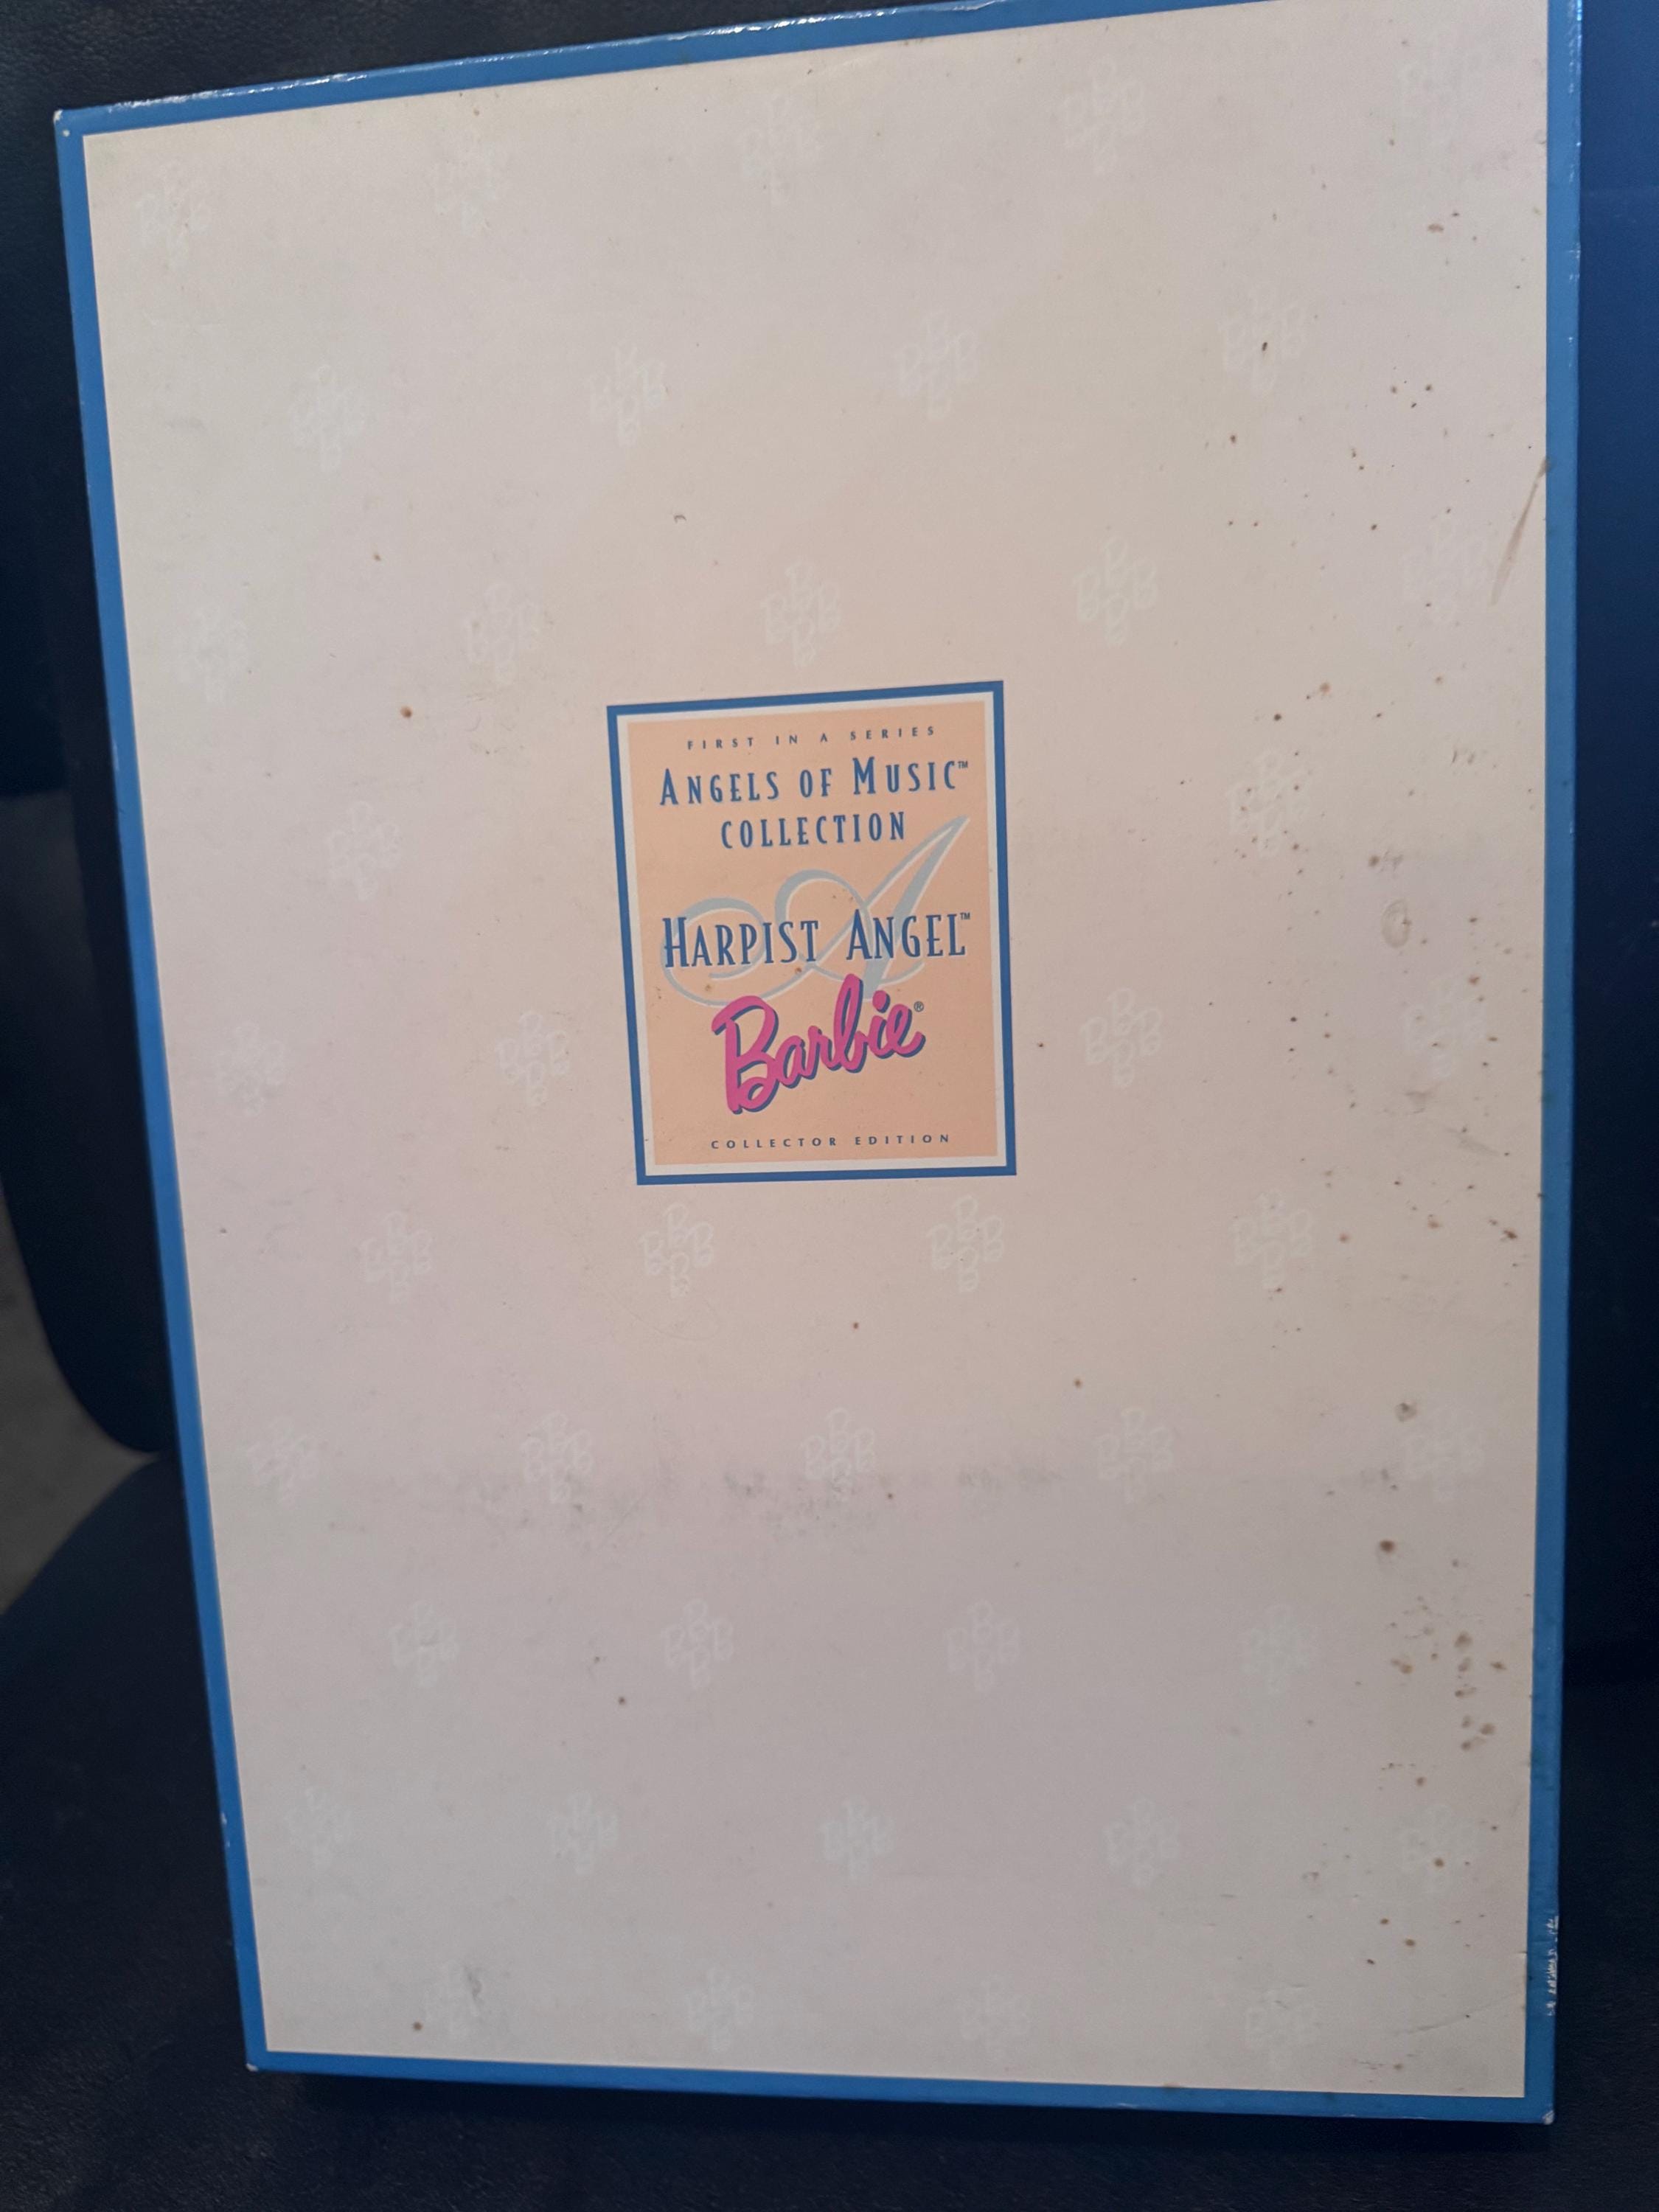 FIRST IN A SERIES
ANGELS OF MUSIC™
COLLECTION
A
HARPIST ANGEL™
Barbie®
COLLECTOR EDITION